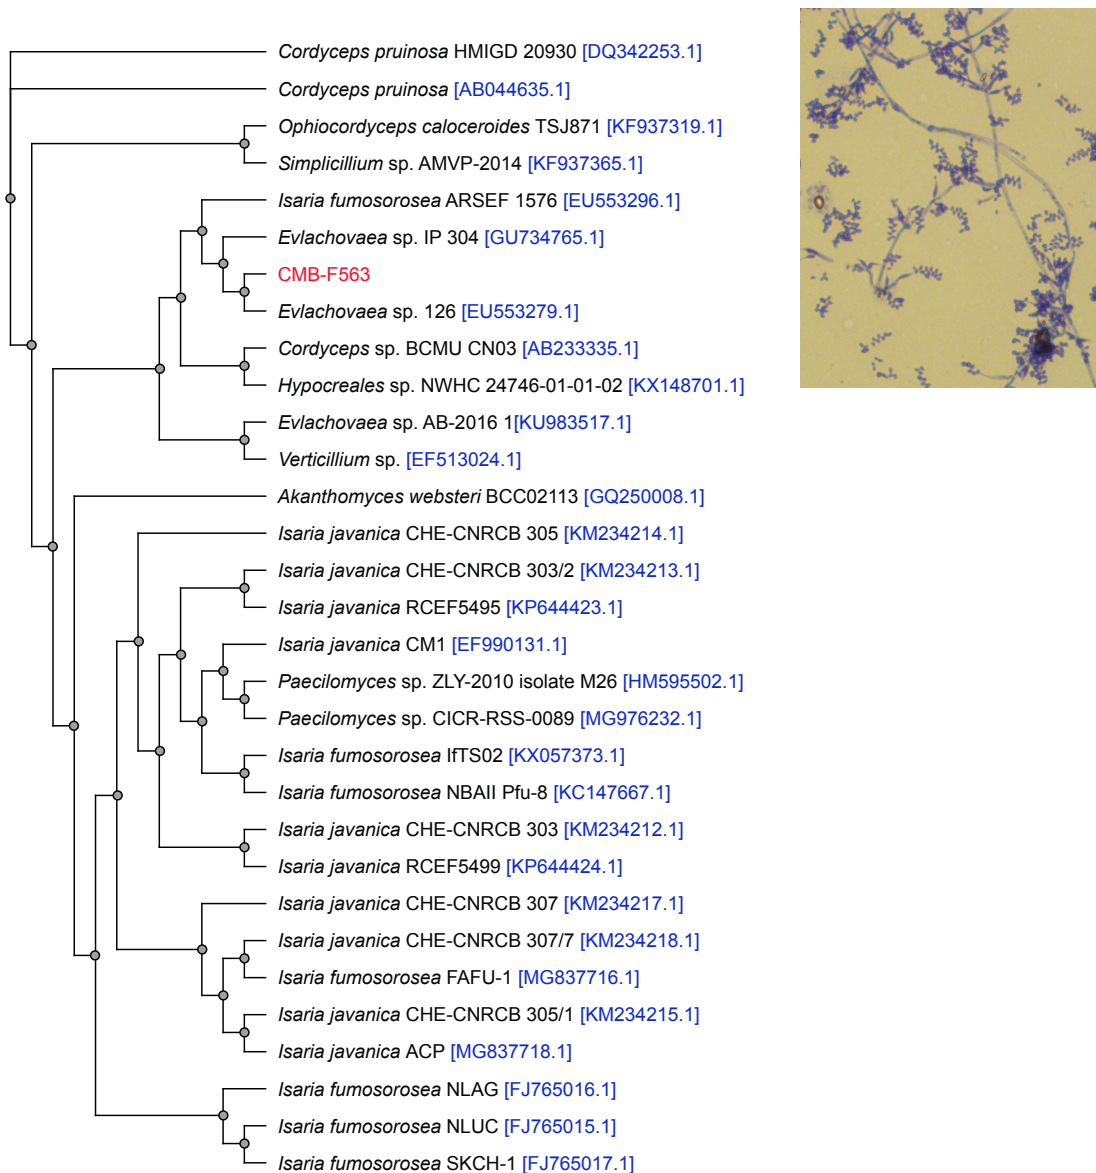 Cordyceps pruinosa HMIGD 20930 [DQ342253.1]
Cordyceps pruinosa [AB044635.1]
Ophiocordyceps caloceroides TSJ871 [KF937319.1]
Simplicillium sp. AMVP-2014 [KF937365.1]
Isaria fumosorosea ARSEF 1576 [EU553296.1]
Evlachovaea sp. IP 304 [GU734765.1]
CMB-F563
Evlachovaea sp. 126 [EU553279.1]
Cordyceps sp. BCMU CN03 [AB233335.1]
Hypocreales sp. NWHC 24746-01-01-02 [KX148701.1]
Evlachovaea sp. AB-2016 1[KU983517.1]
Verticillium sp. [EF513024.1]
Akanthomyces websteri BCC02113 [GQ250008.1]
Isaria javanica CHE-CNRCB 305 [KM234214.1]
Isaria javanica CHE-CNRCB 303/2 [KM234213.1]
Isaria javanica RCEF5495 [KP644423.1]
Isaria javanica CM1 [EF990131.1]
Paecilomyces sp. ZLY-2010 isolate M26 [HM595502.1]
Paecilomyces sp. CICR-RSS-0089 [MG976232.1]
Isaria fumosorosea IfTS02 [KX057373.1]
Isaria fumosorosea NBAII Pfu-8 [KC147667.1]
Isaria javanica CHE-CNRCB 303 [KM234212.1]
Isaria javanica RCEF5499 [KP644424.1]
Isaria javanica CHE-CNRCB 307 [KM234217.1]
Isaria javanica CHE-CNRCB 307/7 [KM234218.1]
Isaria fumosorosea FAFU-1 [MG837716.1]
Isaria javanica CHE-CNRCB 305/1 [KM234215.1]
Isaria javanica ACP [MG837718.1]
Isaria fumosorosea NLAG [FJ765016.1]
Isaria fumosorosea NLUC [FJ765015.1]
Isaria fumosorosea SKCH-1 [FJ765017.1]